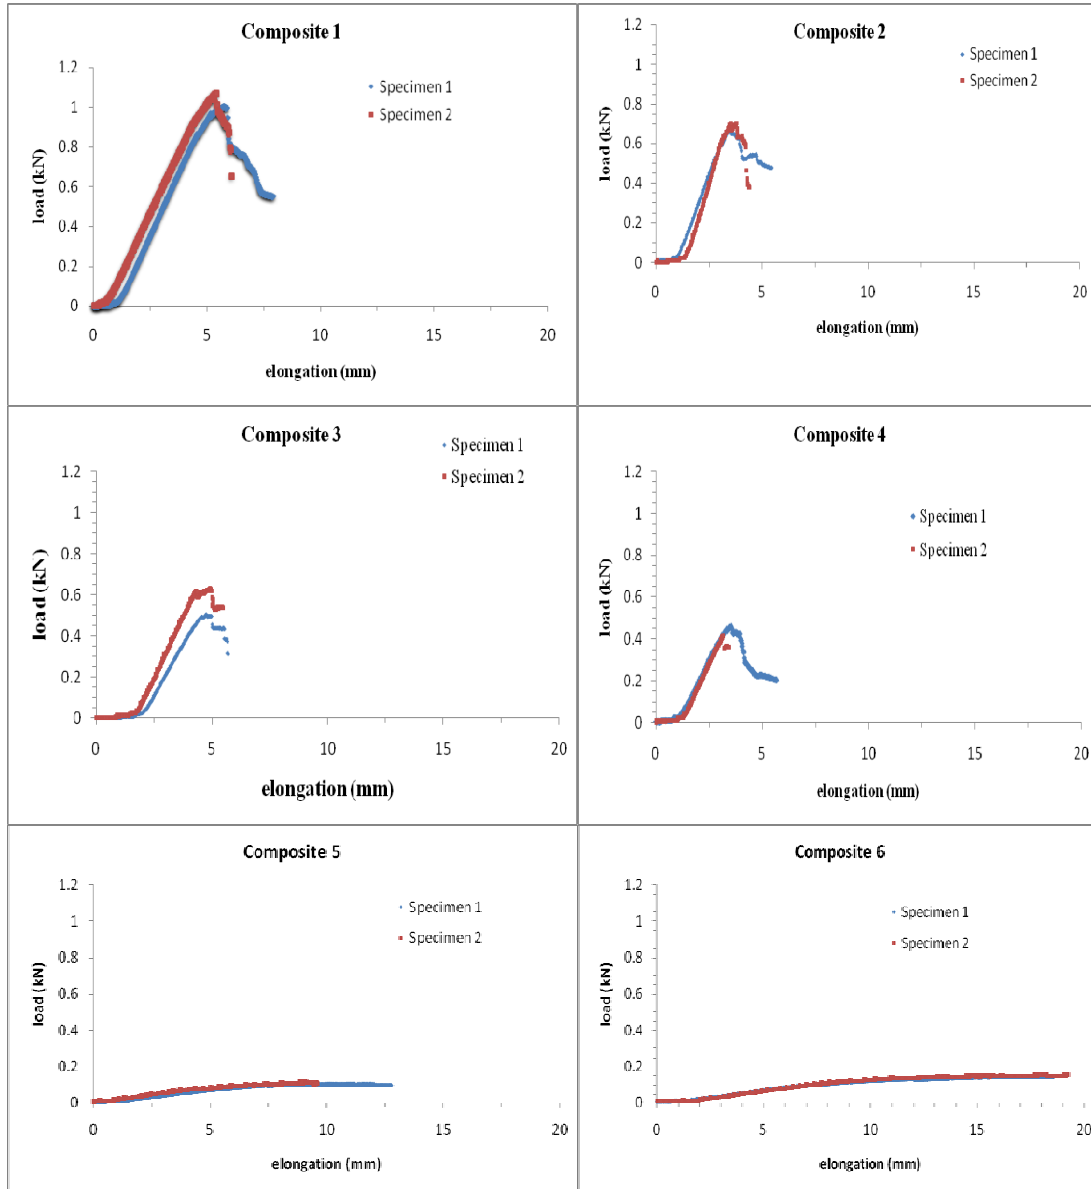 Composite 1
Specimen 1
Specimen 2
load (kN)
1.2
1
0.8
0.6
0.4
0.2
0
0 5 10 15 20
elongation (mm)
Composite 2
Specimen 1
Specimen 2
load (kN)
1.2
1
0.8
0.6
0.4
0.2
0
0 5 10 15 20
elongation (mm)
Composite 3
Specimen 1
Specimen 2
load (kN)
1.2
1
0.8
0.6
0.4
0.2
0
0 5 10 15 20
elongation (mm)
Composite 4
Specimen 1
Specimen 2
load (kN)
1.2
1
0.8
0.6
0.4
0.2
0
0 5 10 15 20
elongation (mm)
Composite 5
Specimen 1
Specimen 2
load (kN)
1.2
1
0.8
0.6
0.4
0.2
0
0 5 10 15 20
elongation (mm)
Composite 6
Specimen 1
Specimen 2
load (kN)
1.2
1
0.8
0.6
0.4
0.2
0
0 5 10 15 20
elongation (mm)